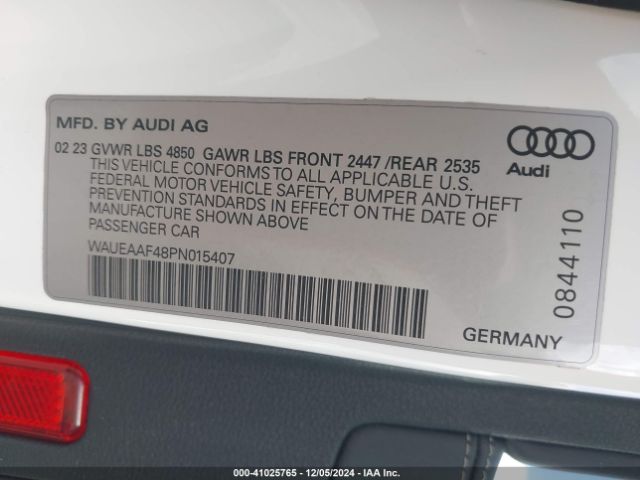 MFD. BY AUDI AG
02 23 GVWR LBS 4850 GAWR LBS FRONT 2447 /REAR 2535
THIS VEHICLE CONFORMS TO ALL APPLICABLE U.S.
FEDERAL MOTOR VEHICLE SAFETY, BUMPER AND THEFT
PREVENTION STANDARDS IN EFFECT ON THE DATE OF
MANUFACTURE SHOWN ABOVE
PASSENGER CAR
WAUEAAF48PN015407
Audi
0844110
GERMANY
000-41025765 - 12/05/2024 - IAA Inc.